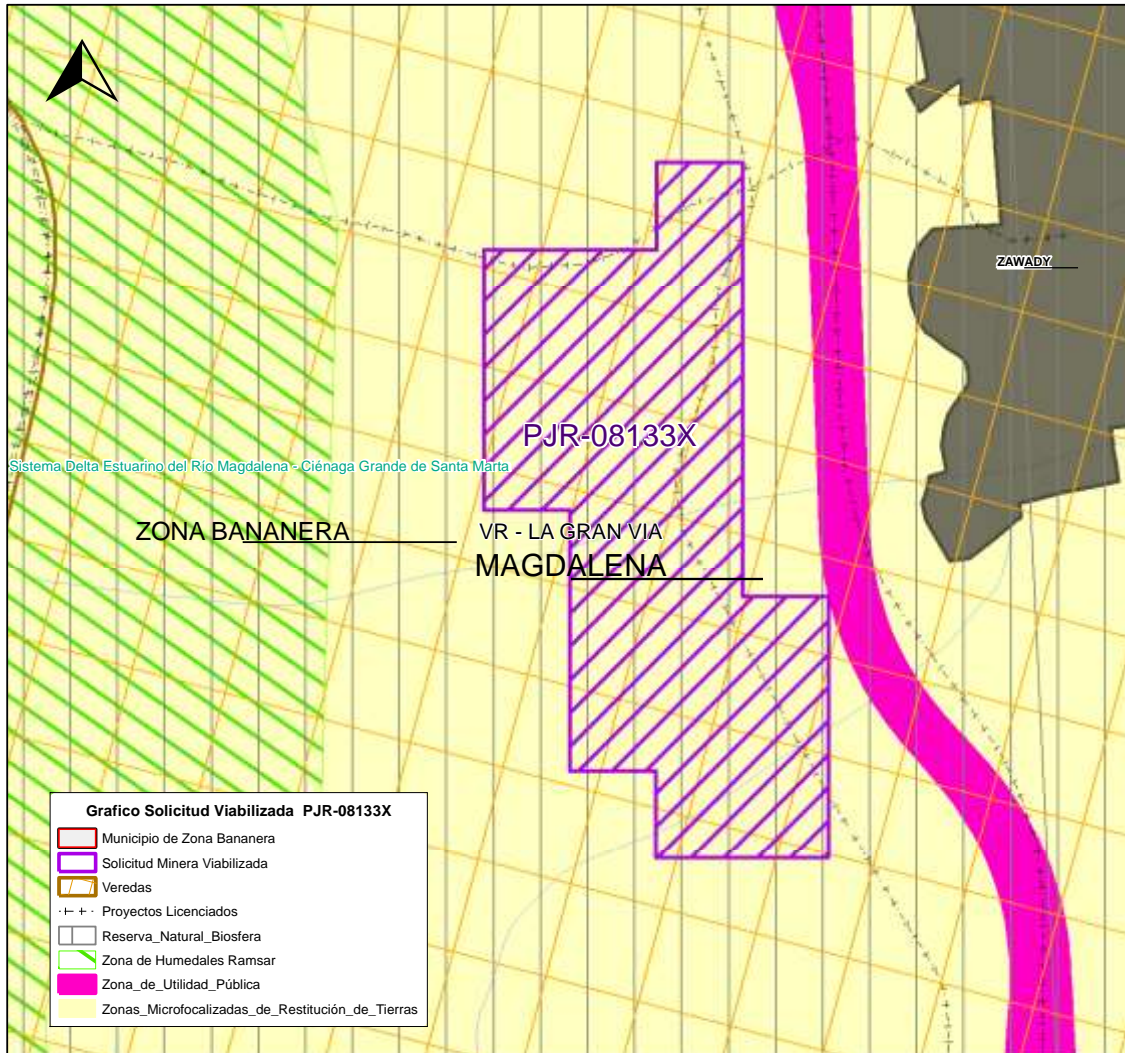 ZAWADY
PJR-08133X
Sistema Delta Estuarino del Río Magdalena - Ciénaga Grande de Santa Marta
ZONA BANANERA
VR - LA GRAN VIA
MAGDALENA
Grafico Solicitud Viabilizada PJR-08133X
Municipio de Zona Bananera
Solicitud Minera Viabilizada
Veredas
Proyectos Licenciados
Reserva_Natural_Biosfera
Zona de Humedales Ramsar
Zona_de_Utilidad_Pública
Zonas_Microfocalizadas_de_Restitución_de_Tierras